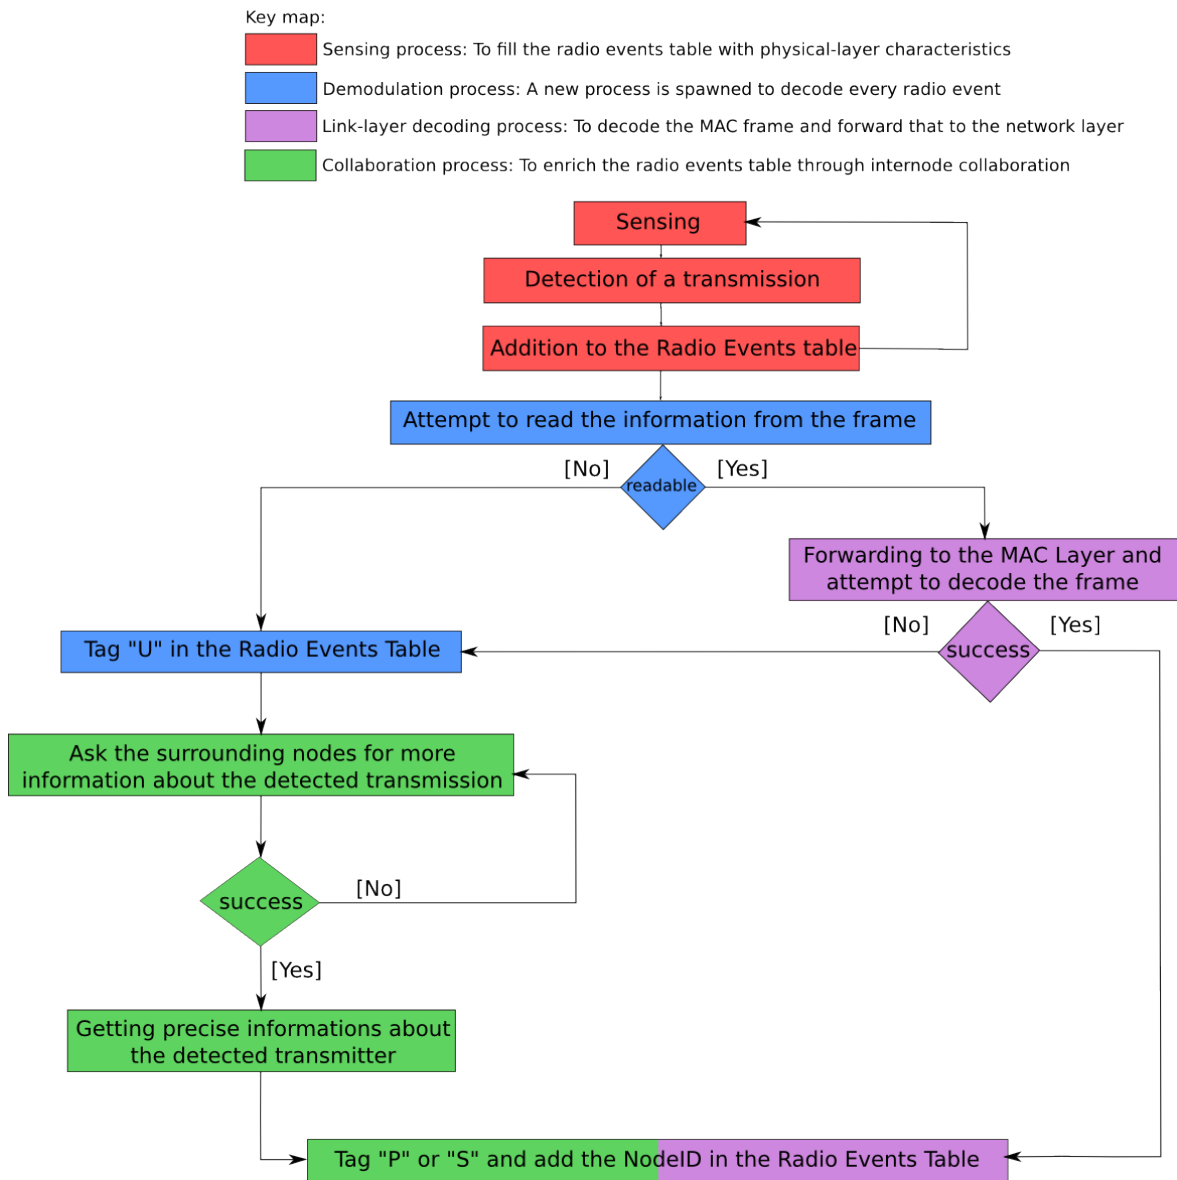 Key map:
Sensing process: To fill the radio events table with physical-layer characteristics
Demodulation process: A new process is spawned to decode every radio event
Link-layer decoding process: To decode the MAC frame and forward that to the network layer
Collaboration process: To enrich the radio events table through internode collaboration
Sensing
Detection of a transmission
Addition to the Radio Events table
Attempt to read the information from the frame
[No]
readable
[Yes]
Forwarding to the MAC Layer and
attempt to decode the frame
[No]
success
[Yes]
Tag "U" in the Radio Events Table
Ask the surrounding nodes for more
information about the detected transmission
success
[No]
[Yes]
Getting precise informations about
the detected transmitter
Tag "P" or "S" and add the NodeID in the Radio Events Table